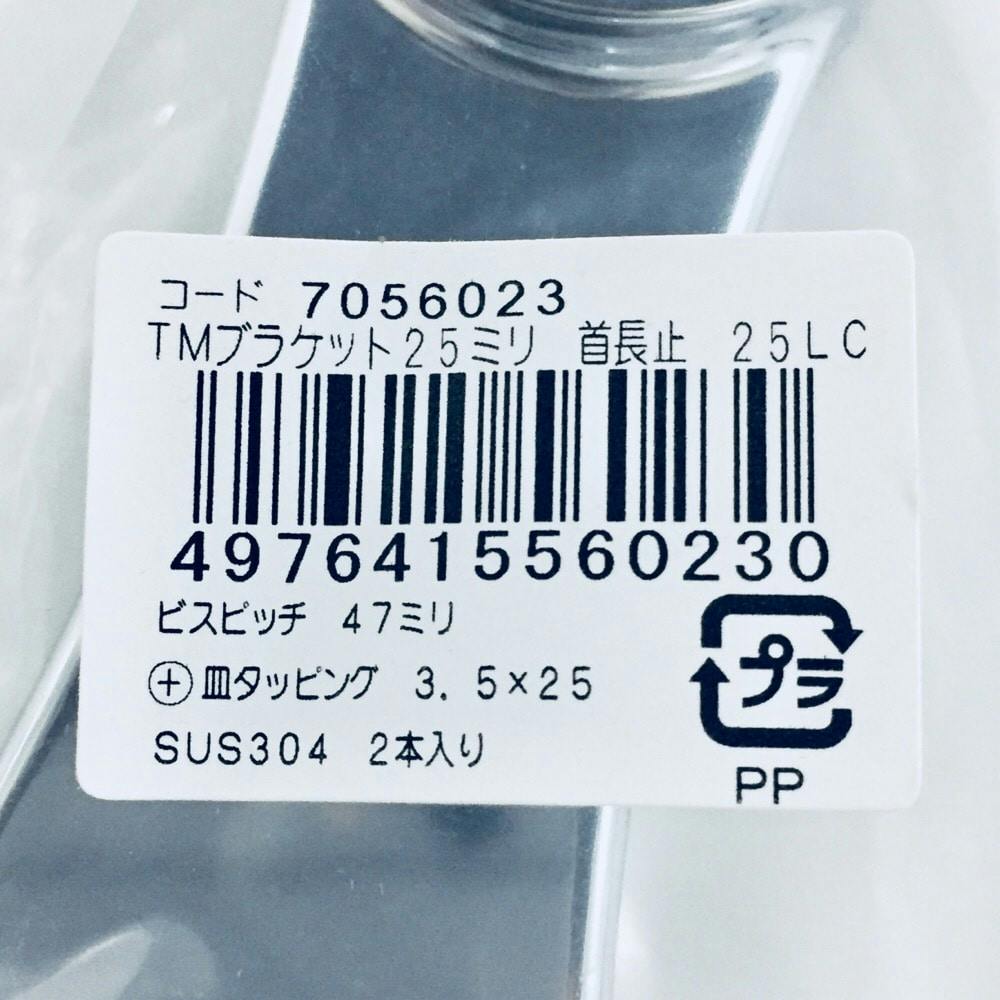 コード 7056023
TMブラケット25ミリ 首長止 25LC
4976415560230
ビスピッチ 47ミリ
⊕皿タッピング 3.5×25
SUS304 2本入り
プラ
PP